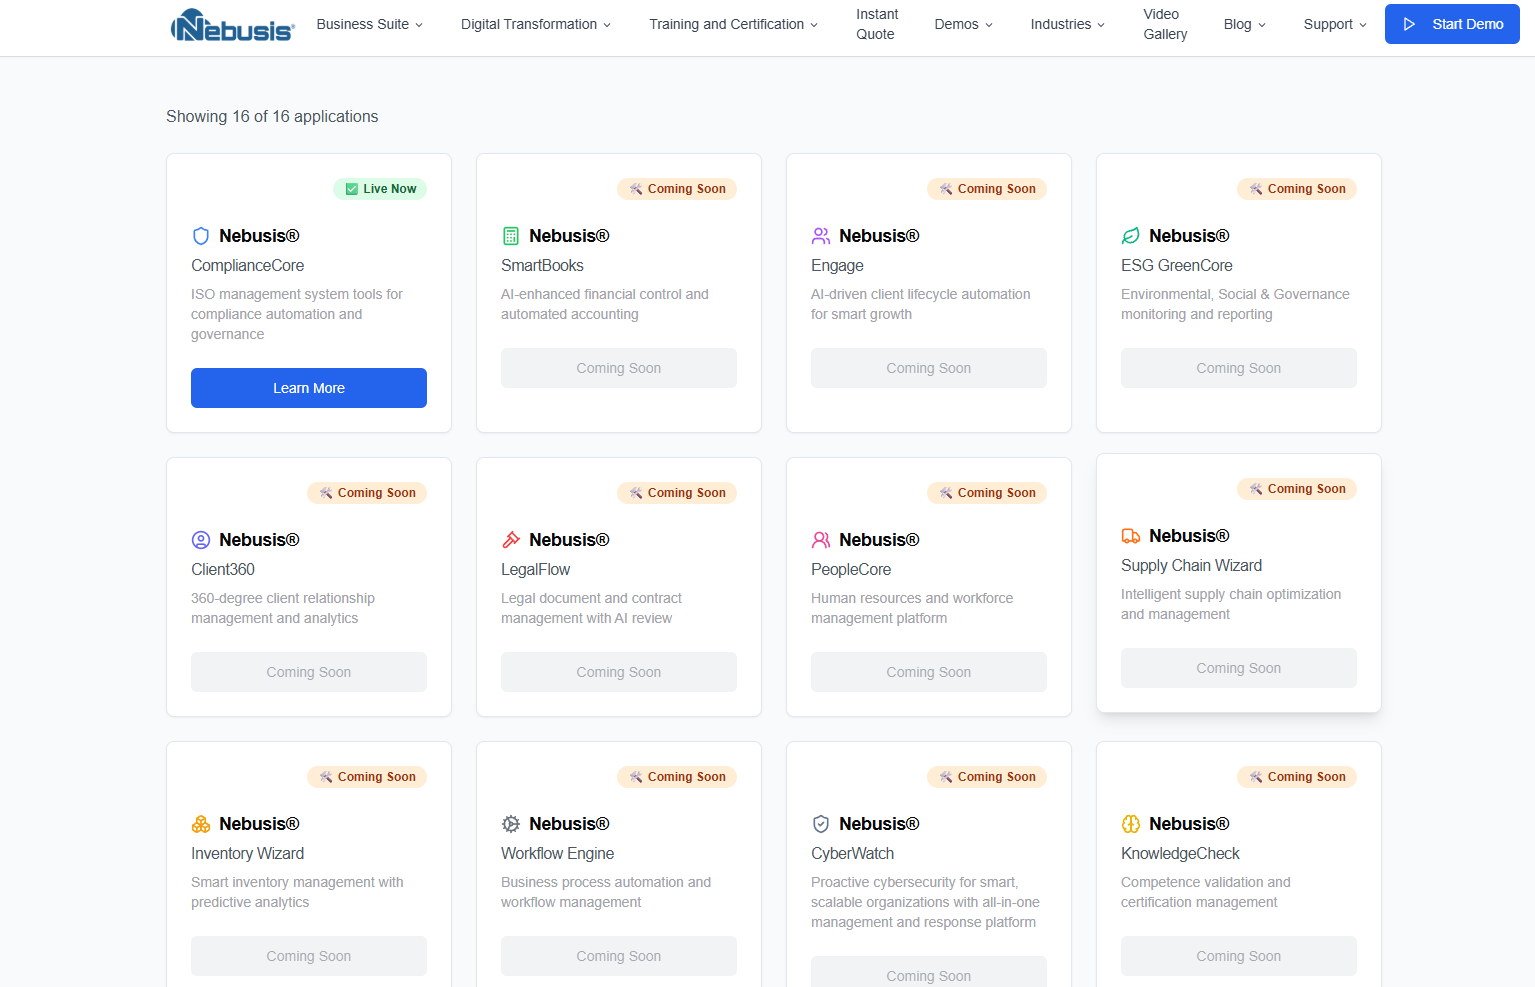 Nebusis®
Business Suite
Digital Transformation
Training and Certification
Instant
Quote
Demos
Industries
Video
Gallery
Blog
Support
Start Demo
Showing 16 of 16 applications
Live Now
Nebusis®
ComplianceCore
ISO management system tools for
compliance automation and
governance
Learn More
Coming Soon
Nebusis®
SmartBooks
AI-enhanced financial control and
automated accounting
Coming Soon
Coming Soon
Nebusis®
Engage
AI-driven client lifecycle automation
for smart growth
Coming Soon
Coming Soon
Nebusis®
ESG GreenCore
Environmental, Social & Governance
monitoring and reporting
Coming Soon
Coming Soon
Nebusis®
Client360
360-degree client relationship
management and analytics
Coming Soon
Coming Soon
Nebusis®
LegalFlow
Legal document and contract
management with AI review
Coming Soon
Coming Soon
Nebusis®
PeopleCore
Human resources and workforce
management platform
Coming Soon
Coming Soon
Nebusis®
Supply Chain Wizard
Intelligent supply chain optimization
and management
Coming Soon
Coming Soon
Nebusis®
Inventory Wizard
Smart inventory management with
predictive analytics
Coming Soon
Coming Soon
Nebusis®
Workflow Engine
Business process automation and
workflow management
Coming Soon
Coming Soon
Nebusis®
CyberWatch
Proactive cybersecurity for smart,
scalable organizations with all-in-one
management and response platform
Coming Soon
Coming Soon
Nebusis®
KnowledgeCheck
Competence validation and
certification management
Coming Soon